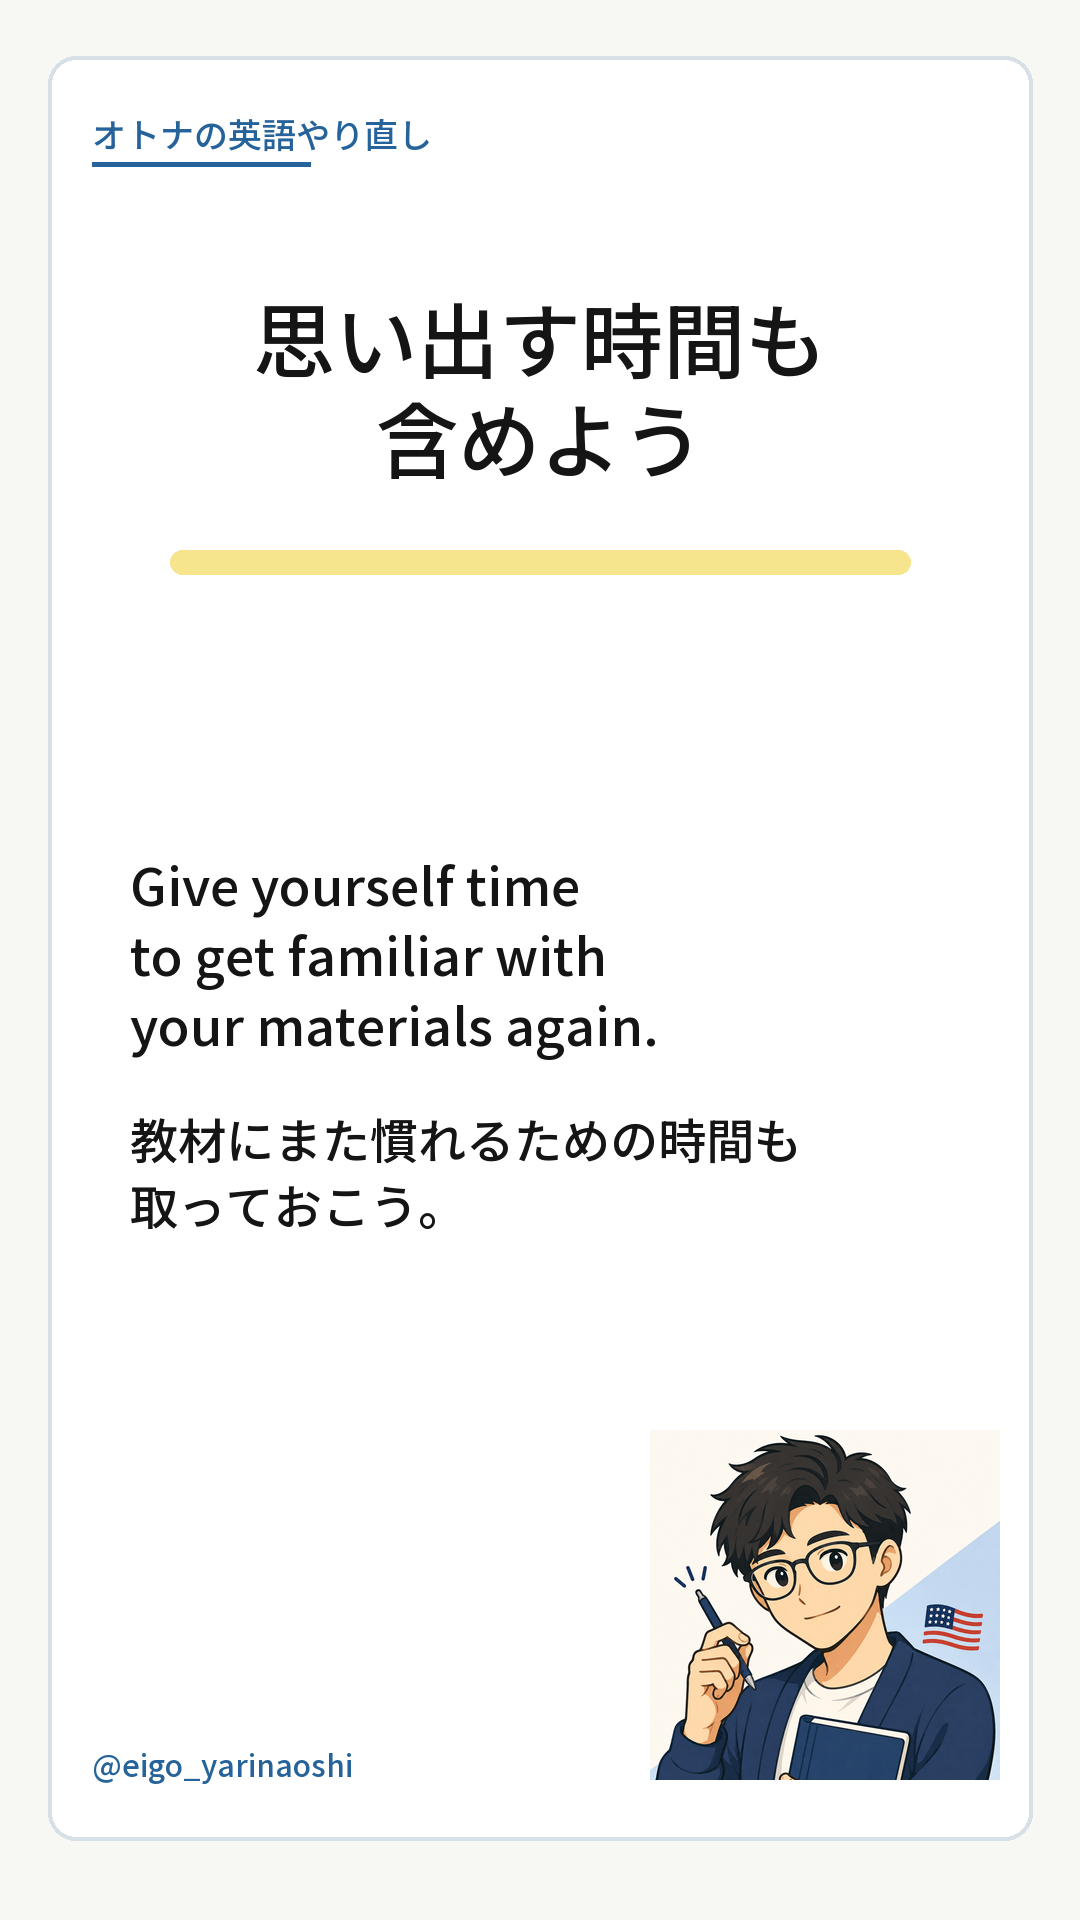 オトナの英語やり直し
思い出す時間も
含めよう
Give yourself time
to get familiar with
your materials again.
教材にまた慣れるための時間も
取っておこう。
@eigo_yarinaoshi